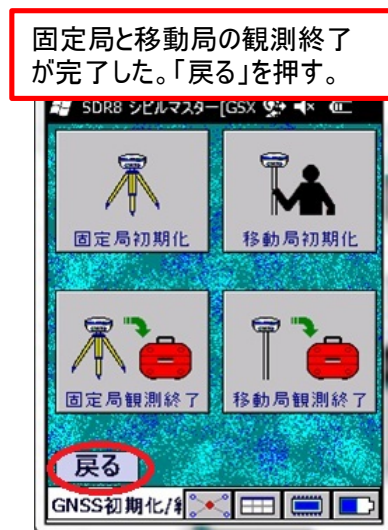 固定局と移動局の観測終了
が完了した。「戻る」を押す。
SDR8 シビルマスター-[GSX
固定局初期化
移動局初期化
固定局観測終了
移動局観測終了
戻る
GNSS初期化/